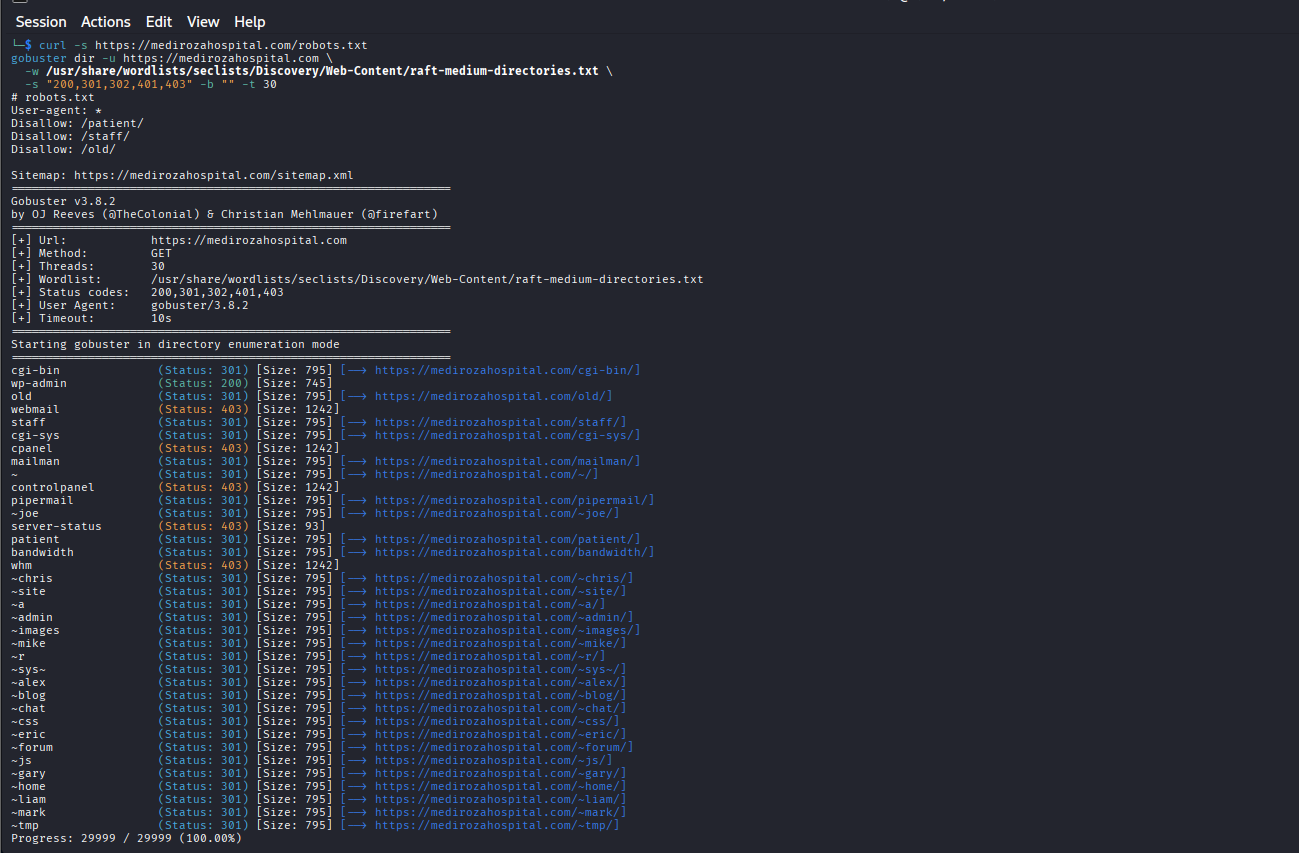 Session Actions Edit View Help
└─$ curl -s https://medirozahospital.com/robots.txt
gobuster dir -u https://medirozahospital.com \
-w /usr/share/wordlists/seclists/Discovery/Web-Content/raft-medium-directories.txt \
-s "200,301,302,401,403" -b "" -t 30
# robots.txt
User-agent: *
Disallow: /patient/
Disallow: /staff/
Disallow: /old/
Sitemap: https://medirozahospital.com/sitemap.xml
===============================================================
Gobuster v3.8.2
by OJ Reeves (@TheColonial) & Christian Mehlmauer (@firefart)
===============================================================
[+] Url: https://medirozahospital.com
[+] Method: GET
[+] Threads: 30
[+] Wordlist: /usr/share/wordlists/seclists/Discovery/Web-Content/raft-medium-directories.txt
[+] Status codes: 200,301,302,401,403
[+] User Agent: gobuster/3.8.2
[+] Timeout: 10s
===============================================================
Starting gobuster in directory enumeration mode
===============================================================
cgi-bin (Status: 301) [Size: 795] [--> https://medirozahospital.com/cgi-bin/]
wp-admin (Status: 200) [Size: 745]
old (Status: 301) [Size: 795] [--> https://medirozahospital.com/old/]
webmail (Status: 403) [Size: 1242]
staff (Status: 301) [Size: 795] [--> https://medirozahospital.com/staff/]
cgi-sys (Status: 301) [Size: 795] [--> https://medirozahospital.com/cgi-sys/]
cpanel (Status: 403) [Size: 1242]
mailman (Status: 301) [Size: 795] [--> https://medirozahospital.com/mailman/]
~ (Status: 301) [Size: 795] [--> https://medirozahospital.com/~/]
controlpanel (Status: 403) [Size: 1242]
pipermail (Status: 301) [Size: 795] [--> https://medirozahospital.com/pipermail/]
~joe (Status: 301) [Size: 795] [--> https://medirozahospital.com/~joe/]
server-status (Status: 403) [Size: 93]
patient (Status: 301) [Size: 795] [--> https://medirozahospital.com/patient/]
bandwidth (Status: 301) [Size: 795] [--> https://medirozahospital.com/bandwidth/]
whm (Status: 403) [Size: 1242]
~chris (Status: 301) [Size: 795] [--> https://medirozahospital.com/~chris/]
~site (Status: 301) [Size: 795] [--> https://medirozahospital.com/~site/]
~a (Status: 301) [Size: 795] [--> https://medirozahospital.com/~a/]
~admin (Status: 301) [Size: 795] [--> https://medirozahospital.com/~admin/]
~images (Status: 301) [Size: 795] [--> https://medirozahospital.com/~images/]
~mike (Status: 301) [Size: 795] [--> https://medirozahospital.com/~mike/]
~r (Status: 301) [Size: 795] [--> https://medirozahospital.com/~r/]
~sys~ (Status: 301) [Size: 795] [--> https://medirozahospital.com/~sys~/]
~alex (Status: 301) [Size: 795] [--> https://medirozahospital.com/~alex/]
~blog (Status: 301) [Size: 795] [--> https://medirozahospital.com/~blog/]
~chat (Status: 301) [Size: 795] [--> https://medirozahospital.com/~chat/]
~css (Status: 301) [Size: 795] [--> https://medirozahospital.com/~css/]
~eric (Status: 301) [Size: 795] [--> https://medirozahospital.com/~eric/]
~forum (Status: 301) [Size: 795] [--> https://medirozahospital.com/~forum/]
~js (Status: 301) [Size: 795] [--> https://medirozahospital.com/~js/]
~gary (Status: 301) [Size: 795] [--> https://medirozahospital.com/~gary/]
~home (Status: 301) [Size: 795] [--> https://medirozahospital.com/~home/]
~liam (Status: 301) [Size: 795] [--> https://medirozahospital.com/~liam/]
~mark (Status: 301) [Size: 795] [--> https://medirozahospital.com/~mark/]
~tmp (Status: 301) [Size: 795] [--> https://medirozahospital.com/~tmp/]
Progress: 29999 / 29999 (100.00%)